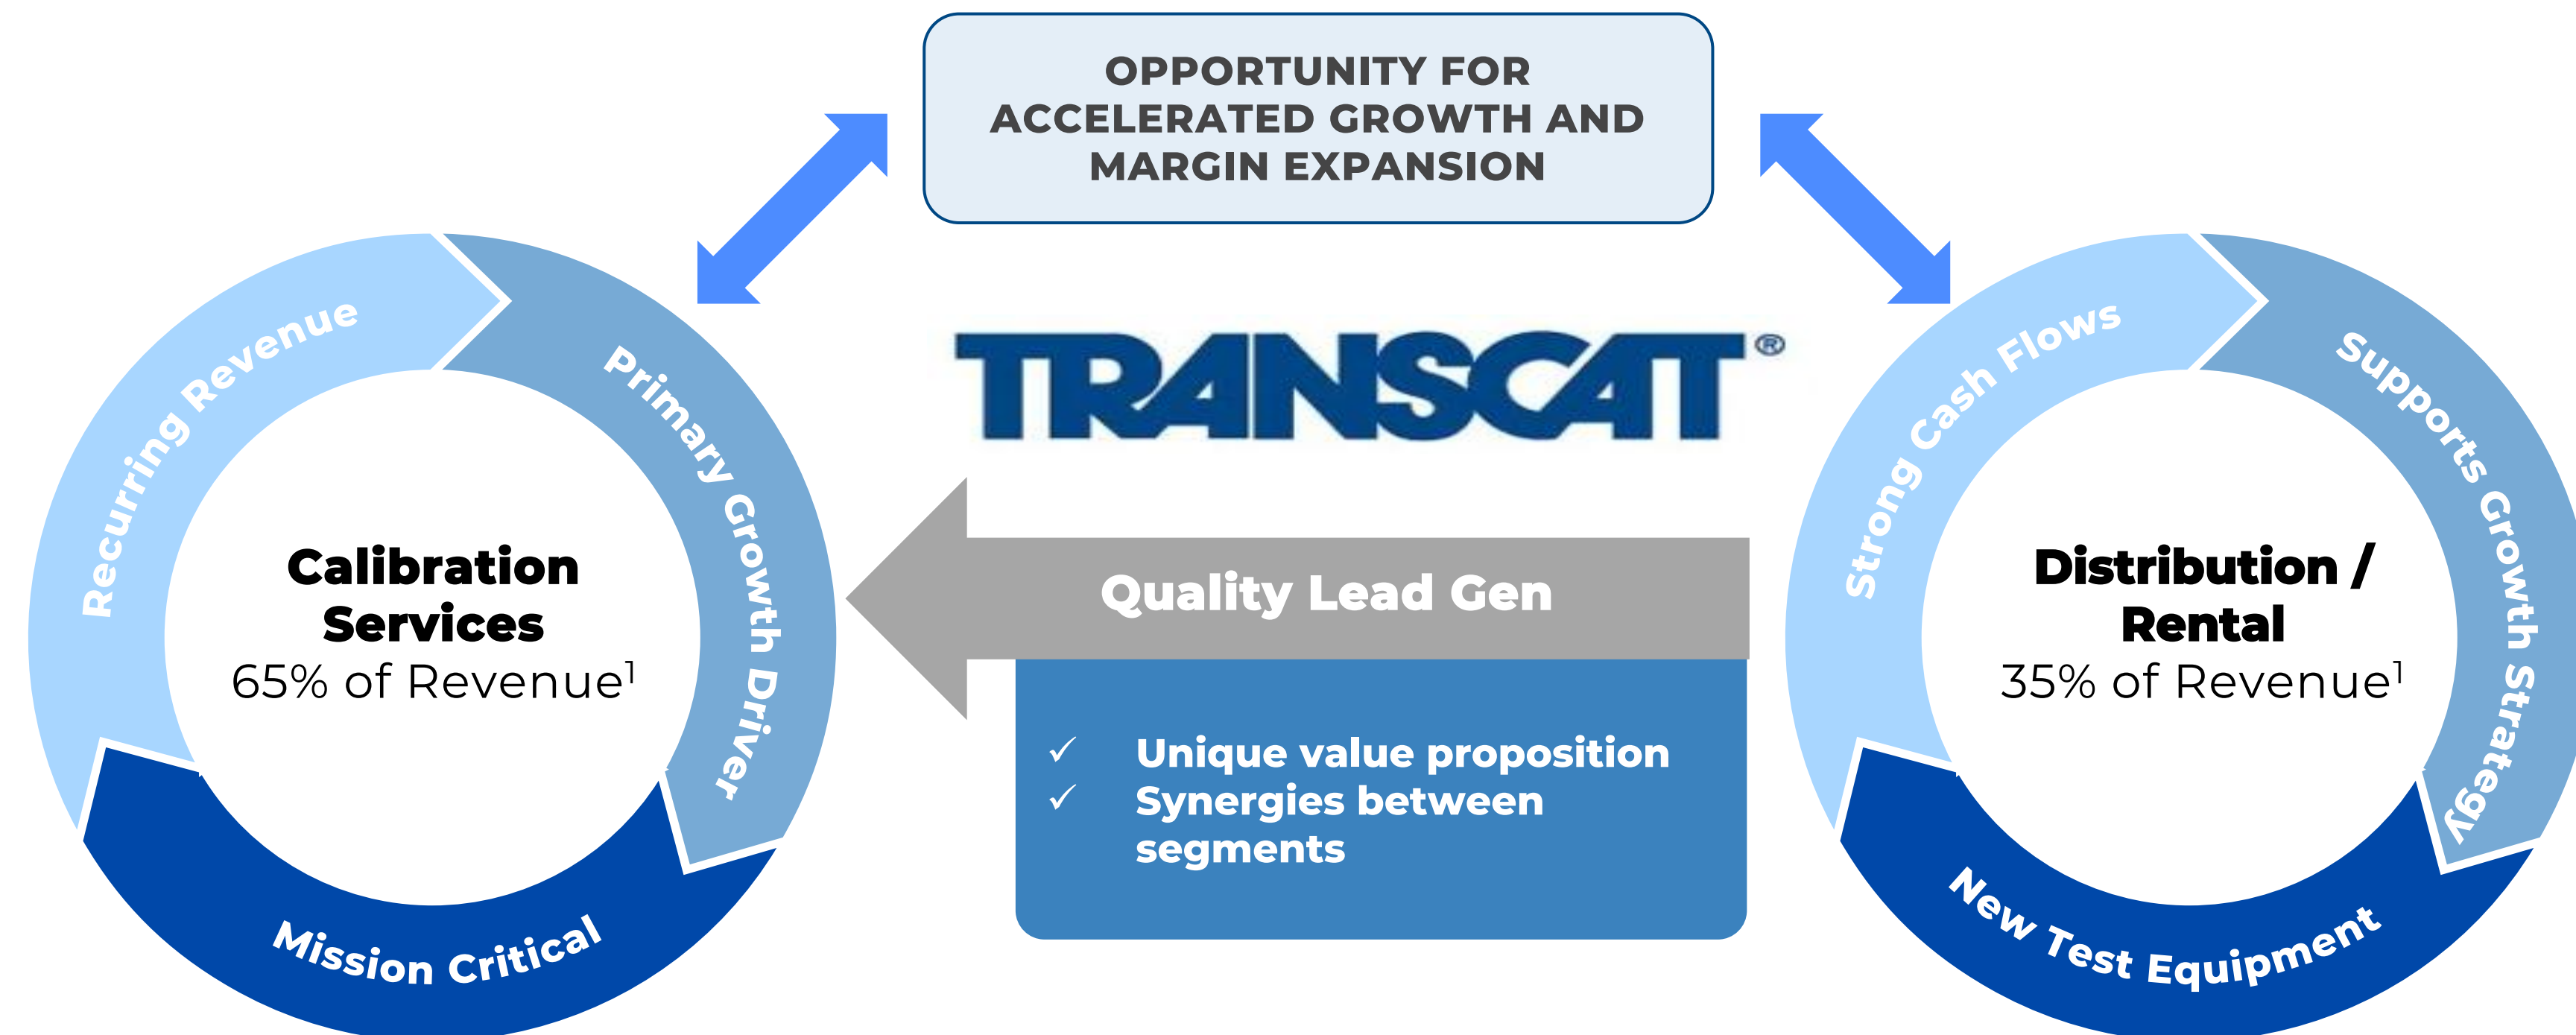 OPPORTUNITY FOR
ACCELERATED GROWTH AND
MARGIN EXPANSION
TRANSCAT®
Recurring Revenue
Primary Growth Driver
Mission Critical
Calibration
Services
65% of Revenue¹
Quality Lead Gen
✓ Unique value proposition
✓ Synergies between
segments
Strong Cash Flows
Supports Growth Strategy
New Test Equipment
Distribution /
Rental
35% of Revenue¹